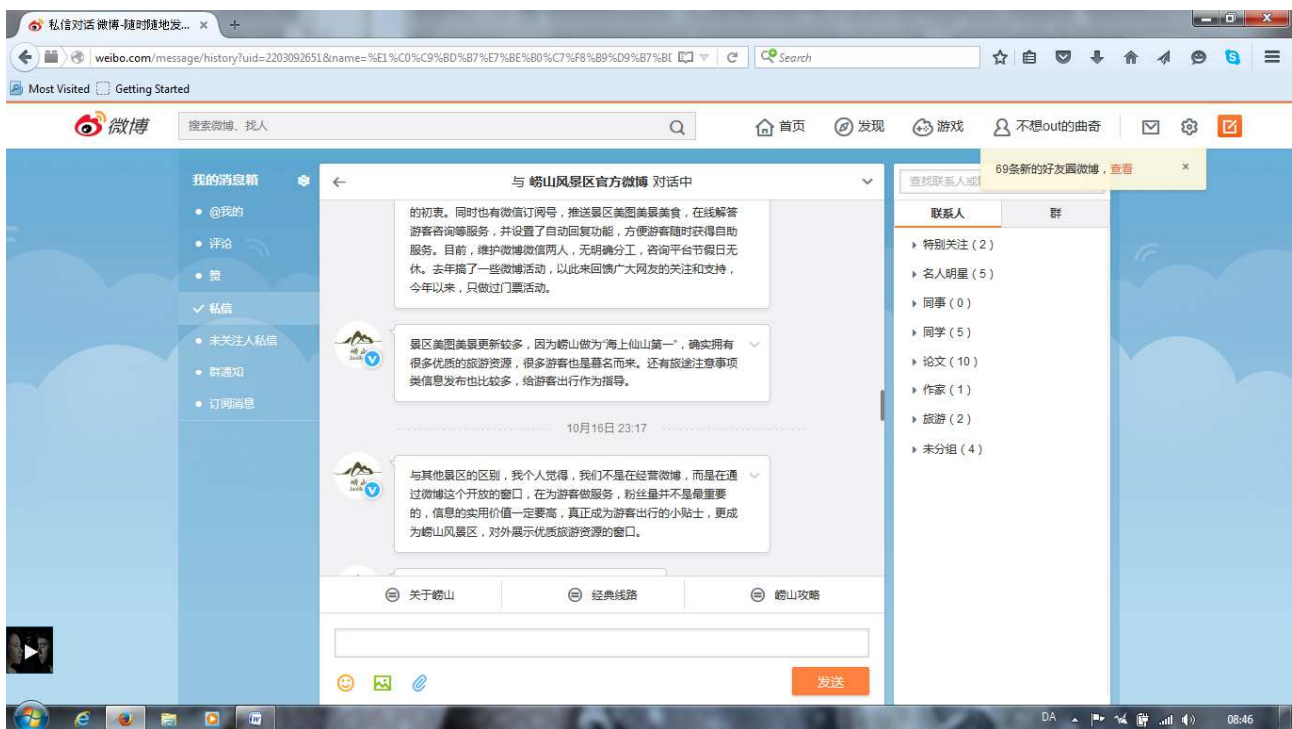 私信对话 微博-随时随地发...
weibo.com/message/history?uid=2203092651&name=%E1%C0%C9%BD%B7%E7%BE%B0%C7%F8%B9%D9%B7%BD
Search
Most Visited
Getting Started
微博
搜索微博、找人
首页
发现
游戏
不想out的曲奇
69条新的好友圈微博，查看
我的消息箱
@我的
评论
赞
私信
未关注人私信
群通知
订阅消息
与 崂山风景区官方微博 对话中
的初衷。同时也有微信订阅号，推送景区美图美景美食，在线解答
游客咨询等服务，并设置了自动回复功能，方便游客随时获得自助
服务。目前，维护微博微信两人，无明确分工，咨询平台节假日无
休。去年搞了一些微博活动，以此来回馈广大网友的关注和支持，
今年以来，只做过门票活动。
景区美图美景更新较多，因为崂山做为“海上仙山第一”，确实拥有
很多优质的旅游资源，很多游客也是慕名而来。还有旅途注意事项
类信息发布也比较多，给游客出行作为指导。
10月16日 23:17
与其他景区的区别，我个人觉得，我们不是在经营微博，而是在通
过微博这个开放的窗口，在为游客做服务，粉丝量并不是最重要
的，信息的实用价值一定要高，真正成为游客出行的小贴士，更成
为崂山风景区，对外展示优质旅游资源的窗口。
关于崂山
经典线路
崂山攻略
发送
查找联系人或
联系人
群
特别关注 ( 2 )
名人明星 ( 5 )
同事 ( 0 )
同学 ( 5 )
论文 ( 10 )
作家 ( 1 )
旅游 ( 2 )
未分组 ( 4 )
DA
08:46